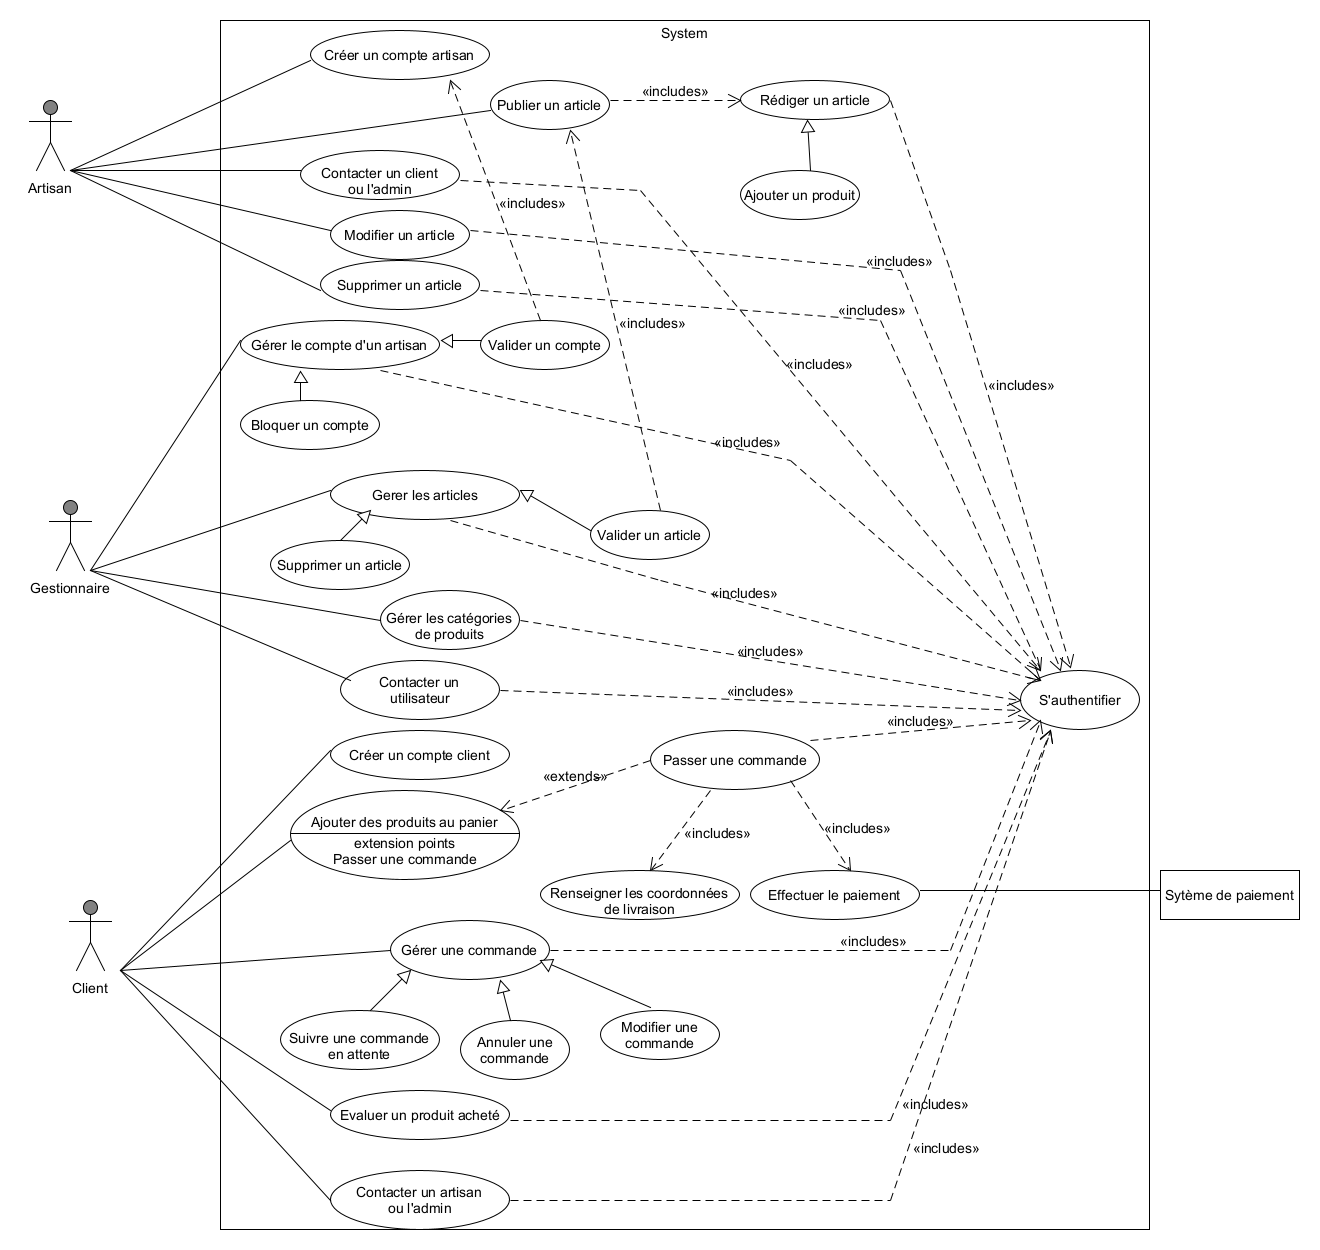 System
Créer un compte artisan
Publier un article
«includes»
Rédiger un article
Artisan
Contacter un client
ou l'admin
Ajouter un produit
«includes»
Modifier un article
«includes»
Supprimer un article
«includes»
«includes»
Gérer le compte d'un artisan
Valider un compte
«includes»
«includes»
Bloquer un compte
«includes»
Gerer les articles
Valider un article
Supprimer un article
Gestionnaire
«includes»
Gérer les catégories
de produits
«includes»
Contacter un
utilisateur
«includes»
S'authentifier
«includes»
Créer un compte client
Passer une commande
«extends»
Ajouter des produits au panier
extension points
Passer une commande
«includes»
«includes»
Renseigner les coordonnées
de livraison
Effectuer le paiement
Sytème de paiement
Client
Gérer une commande
«includes»
Suivre une commande
en attente
Annuler une
commande
Modifier une
commande
Evaluer un produit acheté
«includes»
«includes»
Contacter un artisan
ou l'admin